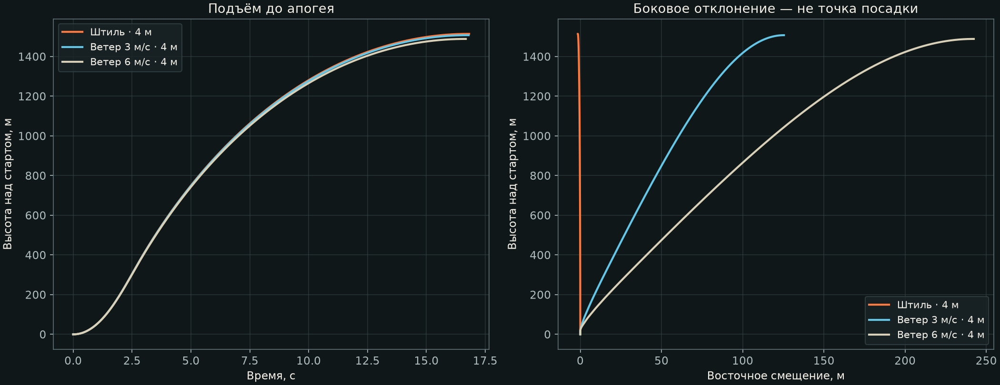 Подъём до апогея
Штиль · 4 м
Ветер 3 м/с · 4 м
Ветер 6 м/с · 4 м
Высота над стартом, м
1400
1200
1000
800
600
400
200
0
0.0 2.5 5.0 7.5 10.0 12.5 15.0 17.5
Время, с
Боковое отклонение — не точка посадки
Высота над стартом, м
1400
1200
1000
800
600
400
200
0
Штиль · 4 м
Ветер 3 м/с · 4 м
Ветер 6 м/с · 4 м
0 50 100 150 200 250
Восточное смещение, м